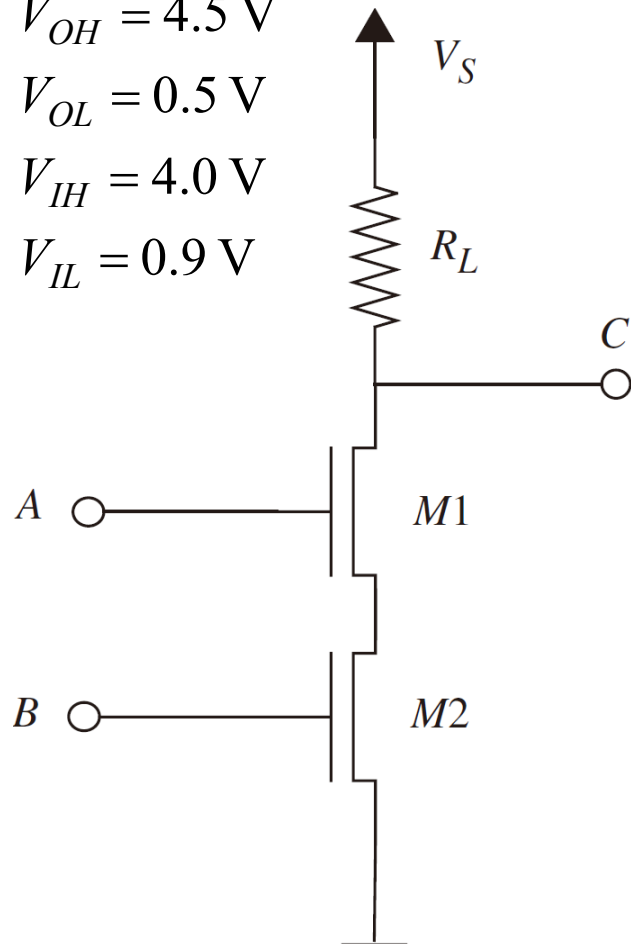 V_OH = 4.5 V
V_OL = 0.5 V
V_IH = 4.0 V
V_IL = 0.9 V
V_S
R_L
C
A
M1
B
M2